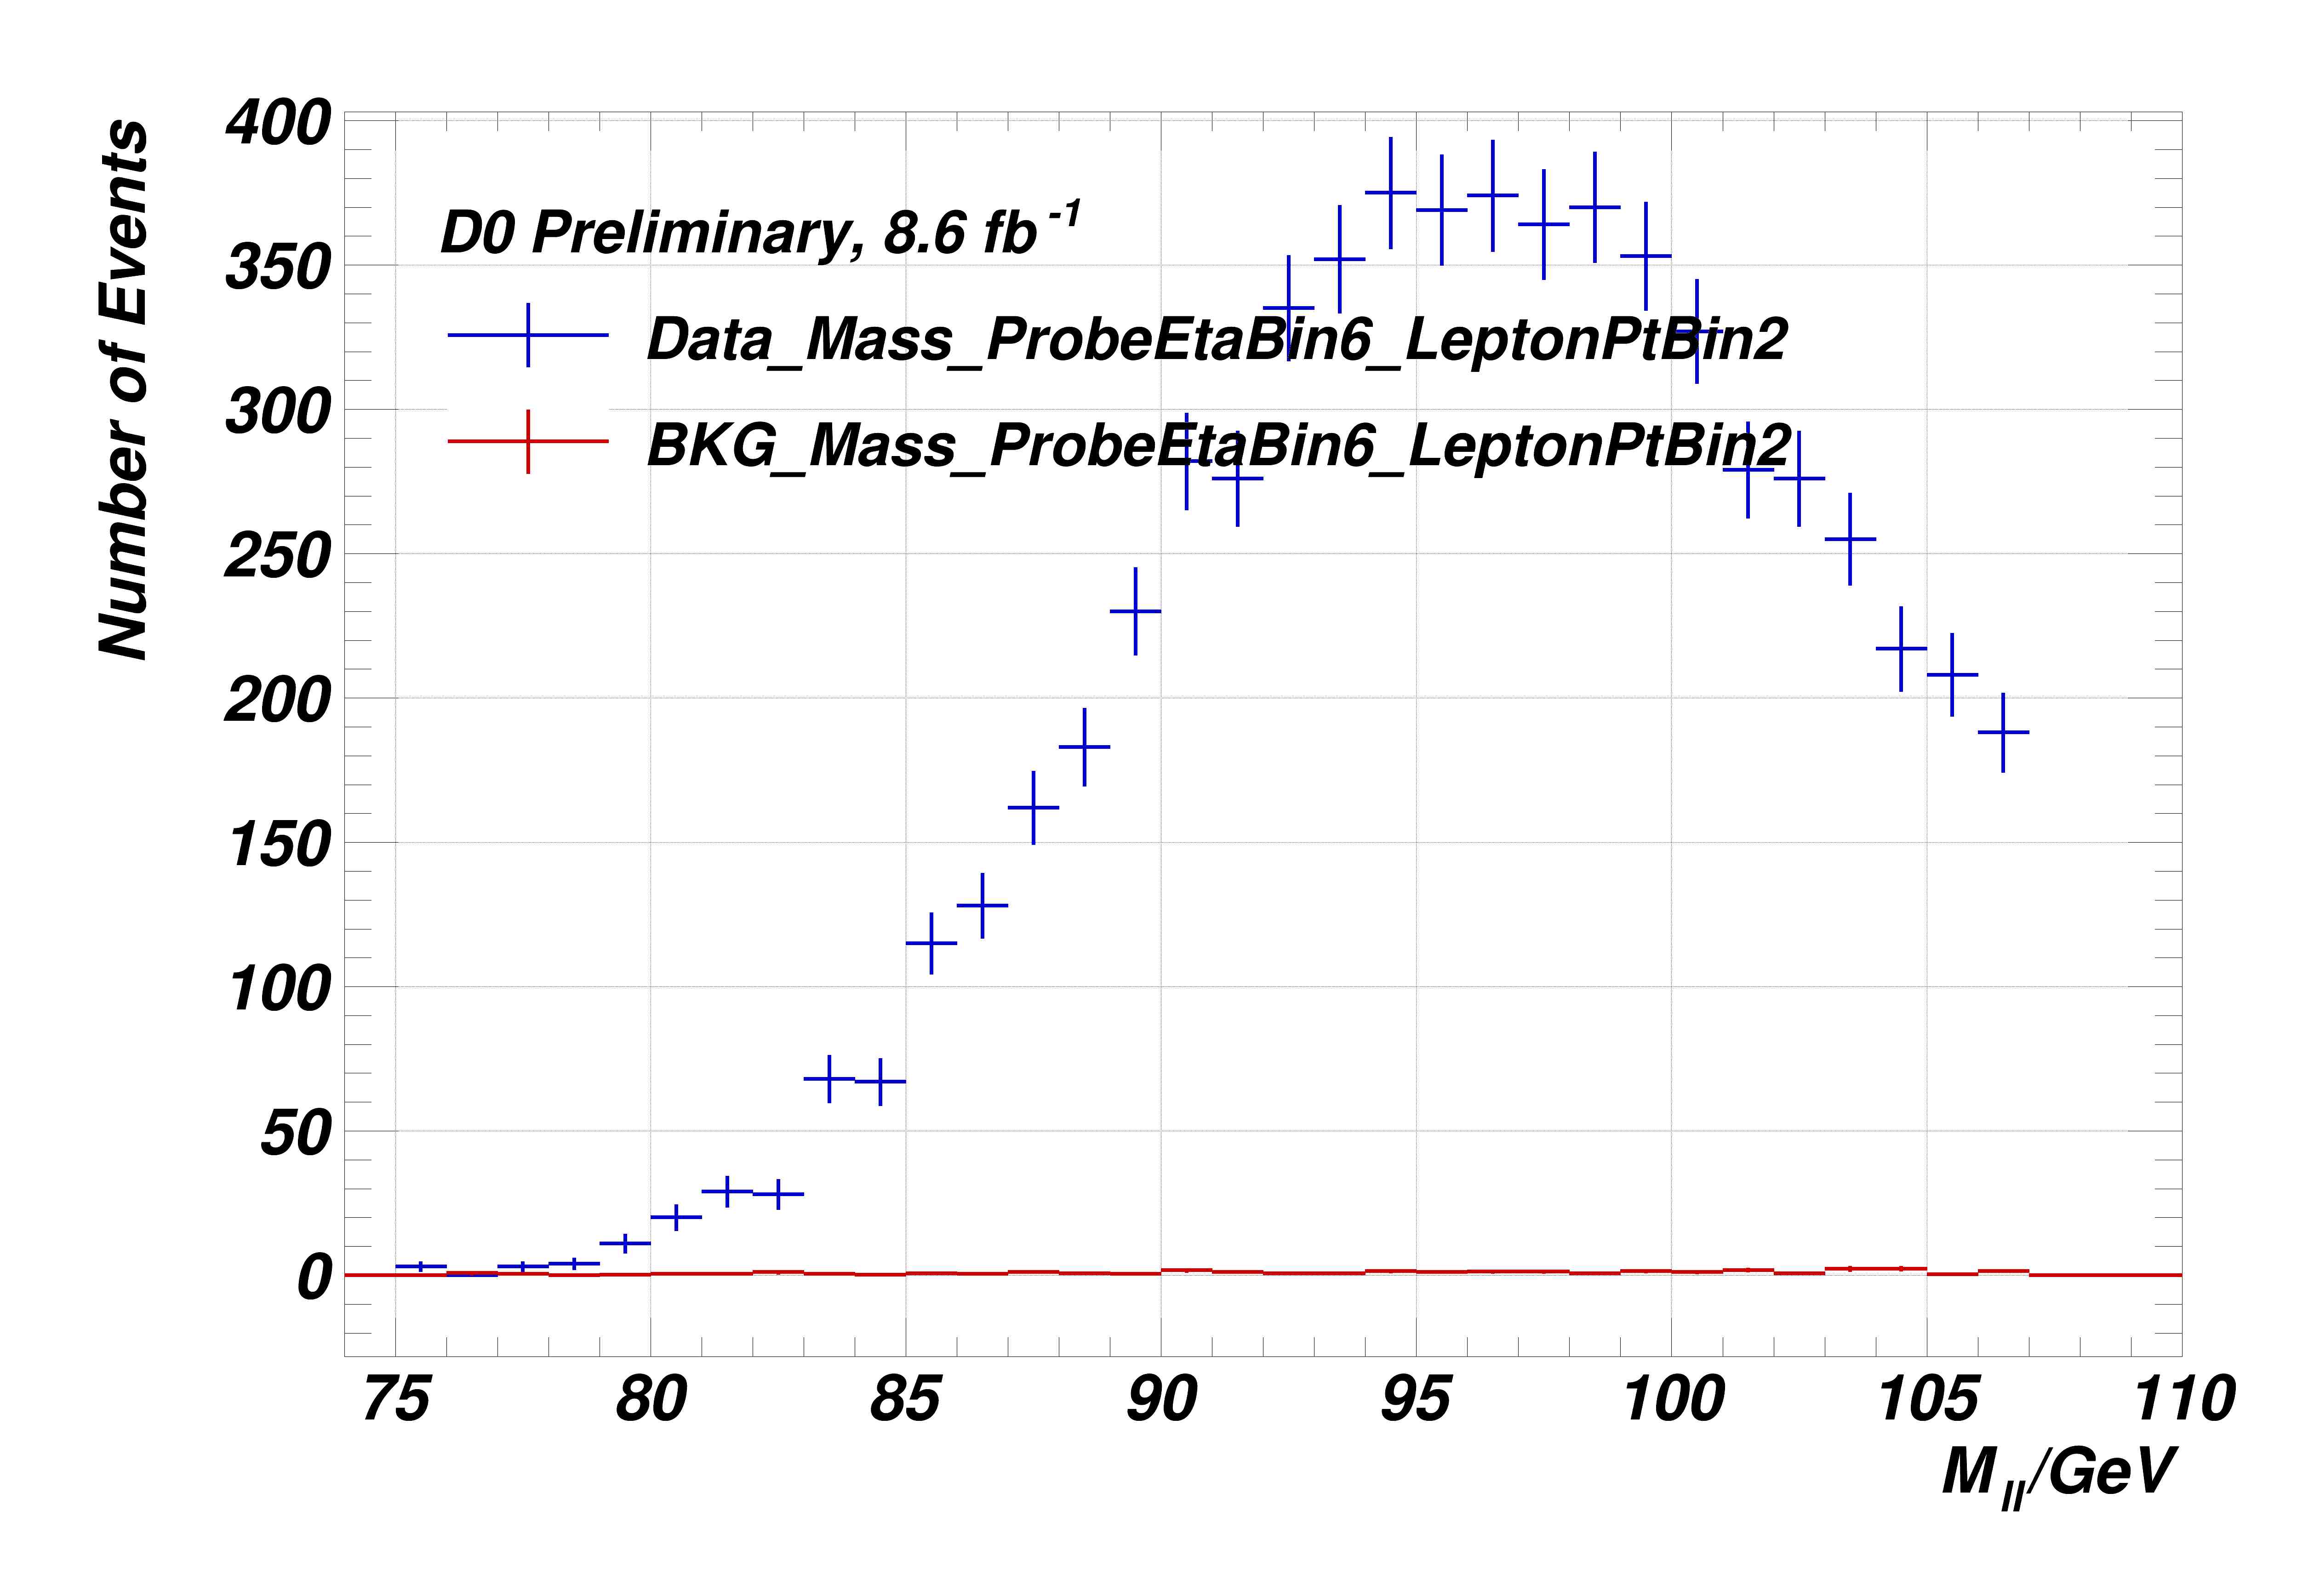 Number of Events
400
350
300
250
200
150
100
50
0
D0 Preliminary, 8.6 fb⁻¹
Data_Mass_ProbeEtaBin6_LeptonPtBin2
BKG_Mass_ProbeEtaBin6_LeptonPtBin2
75 80 85 90 95 100 105 110
M_ll/GeV